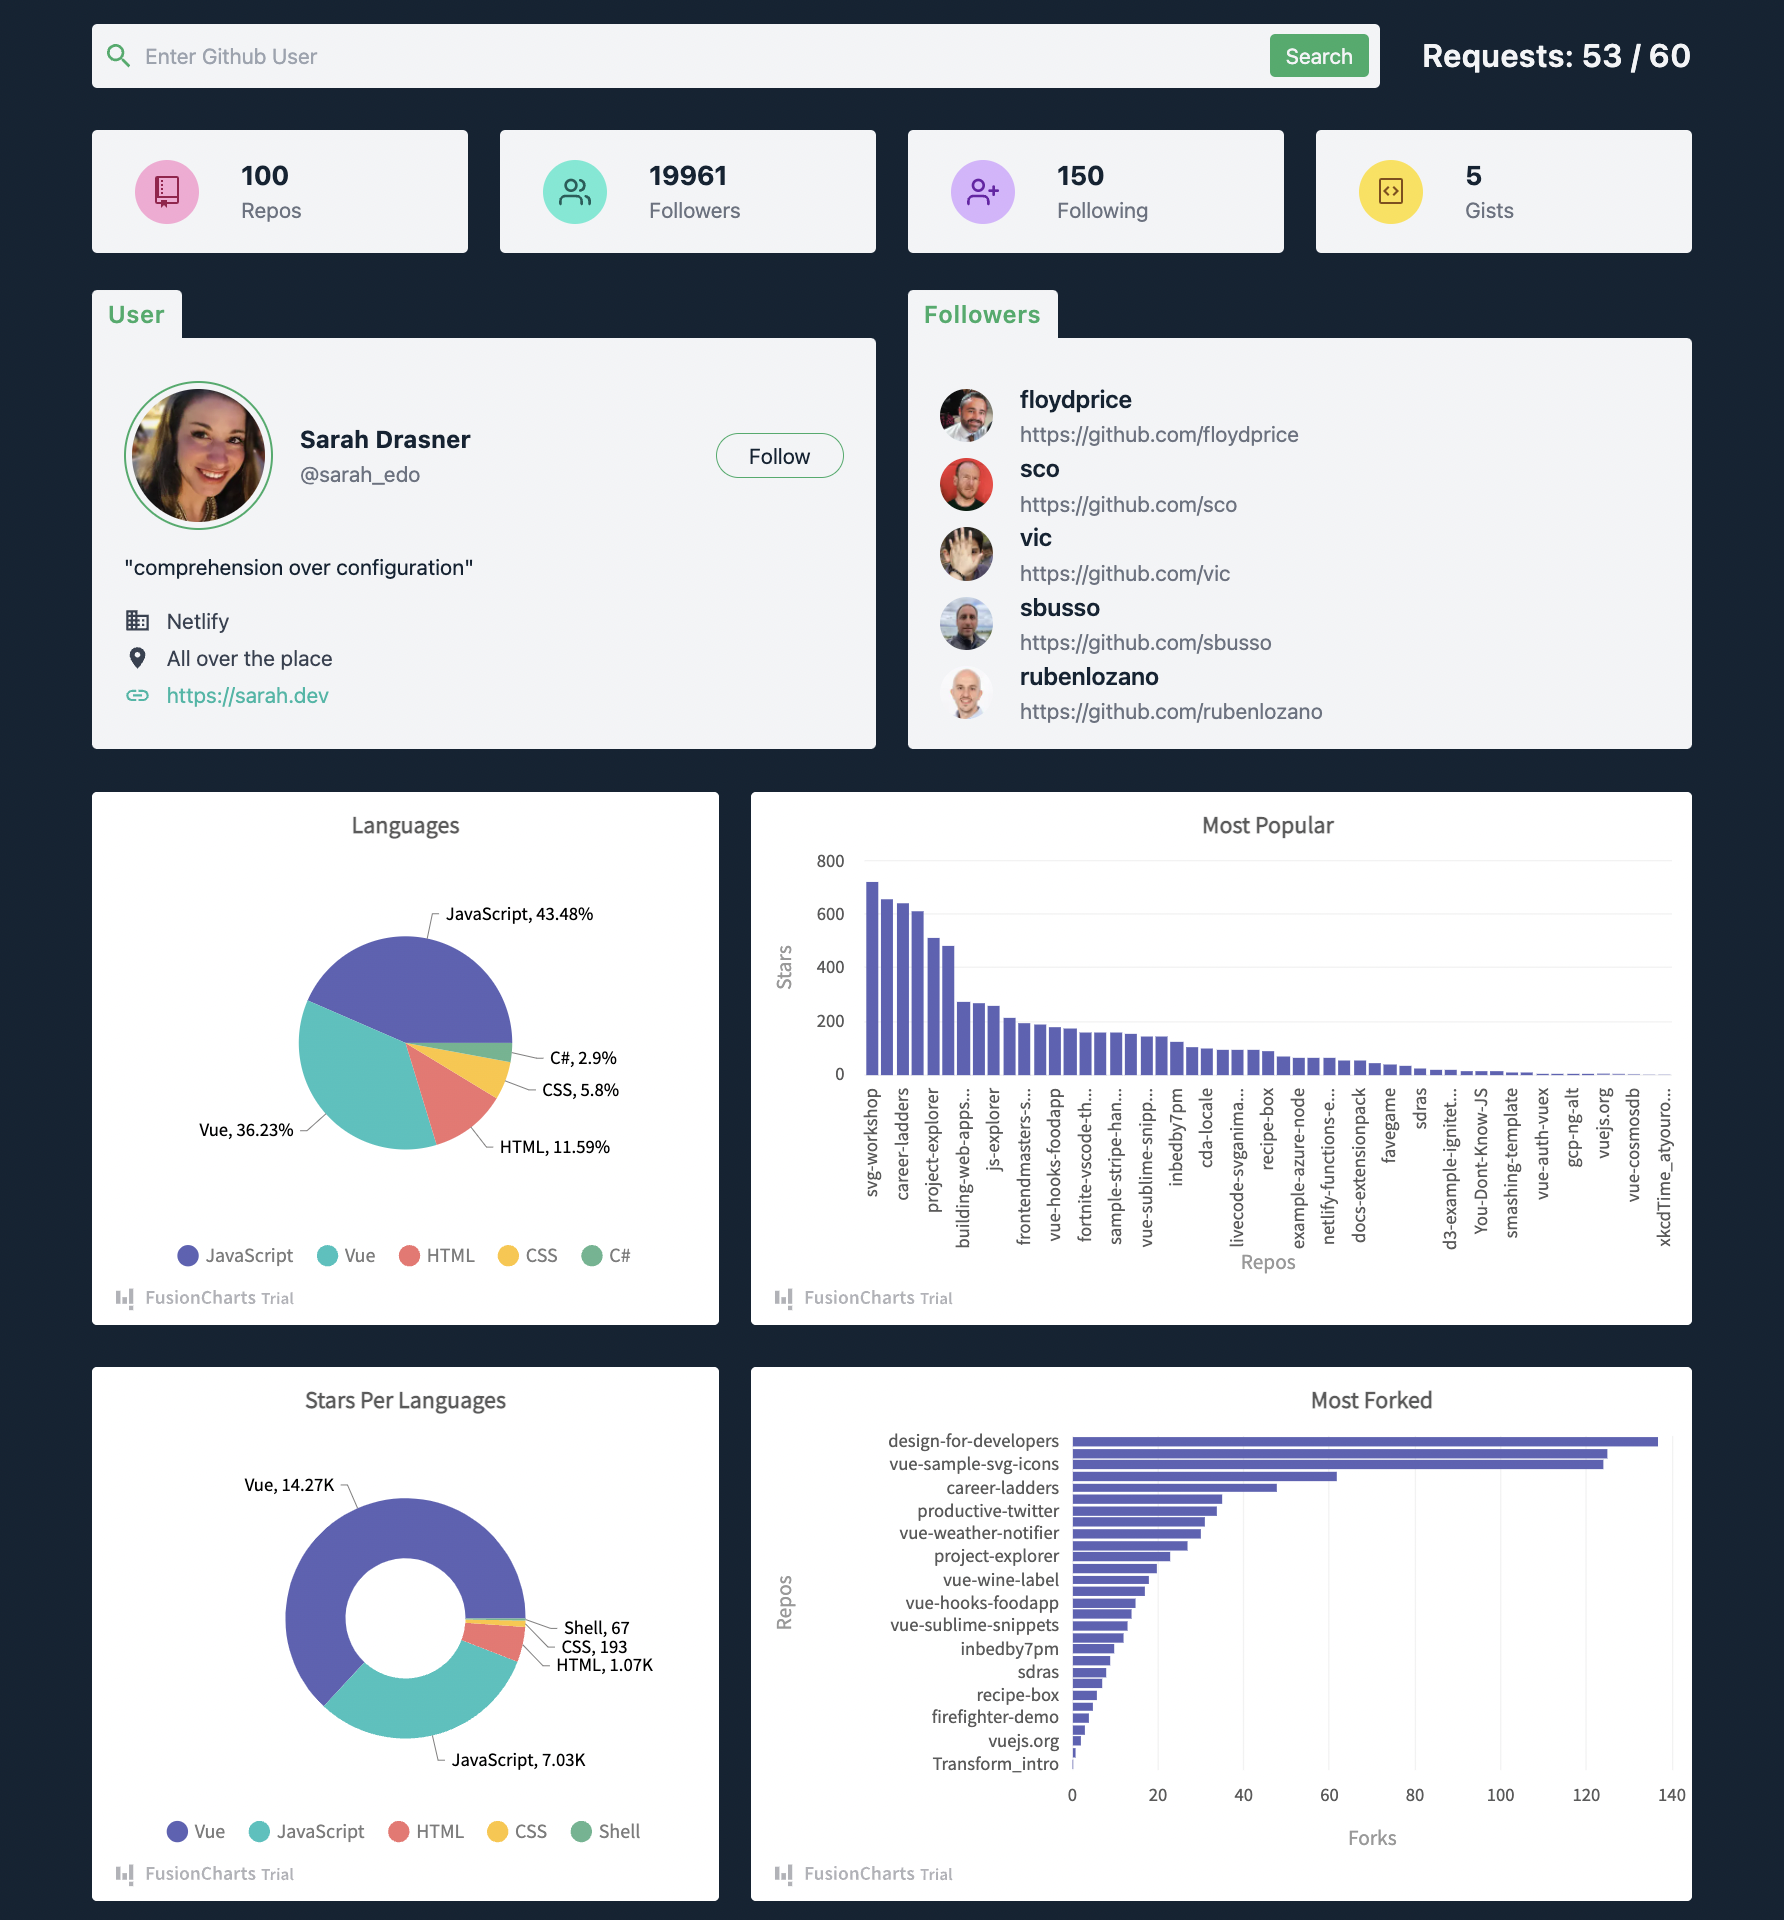 Enter Github User
Search
Requests: 53 / 60
100
Repos
19961
Followers
150
Following
5
Gists
User
Sarah Drasner
@sarah_edo
Follow
"comprehension over configuration"
Netlify
All over the place
https://sarah.dev
Followers
floydprice
https://github.com/floydprice
sco
https://github.com/sco
vic
https://github.com/vic
sbusso
https://github.com/sbusso
rubenlozano
https://github.com/rubenlozano
Languages
JavaScript, 43.48%
C#, 2.9%
CSS, 5.8%
HTML, 11.59%
Vue, 36.23%
JavaScript
Vue
HTML
CSS
C#
FusionCharts Trial
Most Popular
Stars
800
600
400
200
0
svg-workshop
career-ladders
project-explorer
building-web-apps...
js-explorer
frontendmasters-s...
vue-hooks-foodapp
fortnite-vscode-th...
sample-stripe-han...
vue-sublime-snipp...
inbedby7pm
cda-locale
livecode-svganima...
recipe-box
example-azure-node
netlify-functions-e...
docs-extensionpack
favegame
sdras
d3-example-ignitet...
You-Dont-Know-JS
smashing-template
vue-auth-vuex
gcp-ng-alt
vuejs.org
vue-cosmosdb
xkcdTime_atyouro...
Repos
FusionCharts Trial
Stars Per Languages
Vue, 14.27K
Shell, 67
CSS, 193
HTML, 1.07K
JavaScript, 7.03K
Vue
JavaScript
HTML
CSS
Shell
FusionCharts Trial
Most Forked
Repos
design-for-developers
vue-sample-svg-icons
career-ladders
productive-twitter
vue-weather-notifier
project-explorer
vue-wine-label
vue-hooks-foodapp
vue-sublime-snippets
inbedby7pm
sdras
recipe-box
firefighter-demo
vuejs.org
Transform_intro
0 20 40 60 80 100 120 140
Forks
FusionCharts Trial